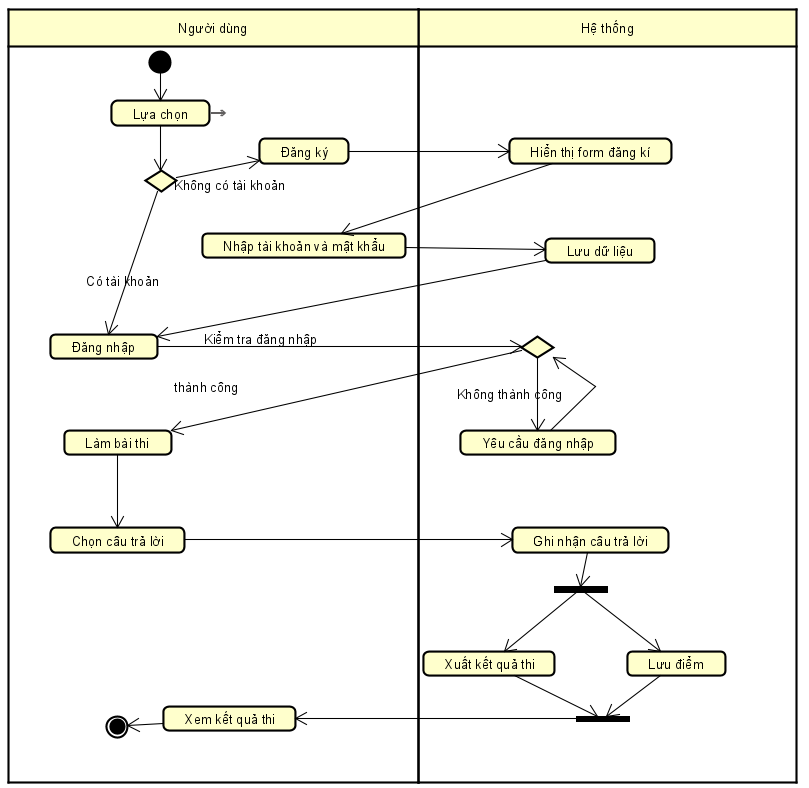 Người dùng
Hệ thống
Lựa chọn
Đăng ký
Hiển thị form đăng kí
Không có tài khoản
Nhập tài khoản và mật khẩu
Lưu dữ liệu
Có tài khoản
Đăng nhập
Kiểm tra đăng nhập
thành công
Không thành công
Làm bài thi
Yêu cầu đăng nhập
Chọn câu trả lời
Ghi nhận câu trả lời
Xuất kết quả thi
Lưu điểm
Xem kết quả thi